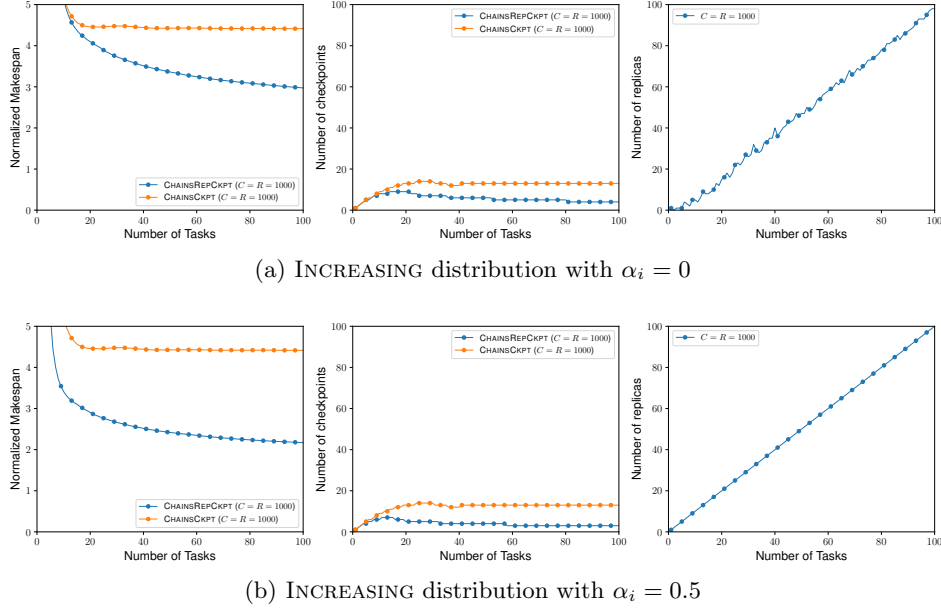 5
4
3
2
1
0
Normalized Makespan
0 20 40 60 80 100
Number of Tasks
CHAINSREPCKPT (C = R = 1000)
CHAINSCKPT (C = R = 1000)
100
80
60
40
20
0
Number of checkpoints
0 20 40 60 80 100
Number of Tasks
CHAINSREPCKPT (C = R = 1000)
CHAINSCKPT (C = R = 1000)
100
80
60
40
20
0
Number of replicas
0 20 40 60 80 100
Number of Tasks
C = R = 1000
(a) INCREASING distribution with αᵢ = 0
5
4
3
2
1
0
Normalized Makespan
0 20 40 60 80 100
Number of Tasks
CHAINSREPCKPT (C = R = 1000)
CHAINSCKPT (C = R = 1000)
100
80
60
40
20
0
Number of checkpoints
0 20 40 60 80 100
Number of Tasks
CHAINSREPCKPT (C = R = 1000)
CHAINSCKPT (C = R = 1000)
100
80
60
40
20
0
Number of replicas
0 20 40 60 80 100
Number of Tasks
C = R = 1000
(b) INCREASING distribution with αᵢ = 0.5